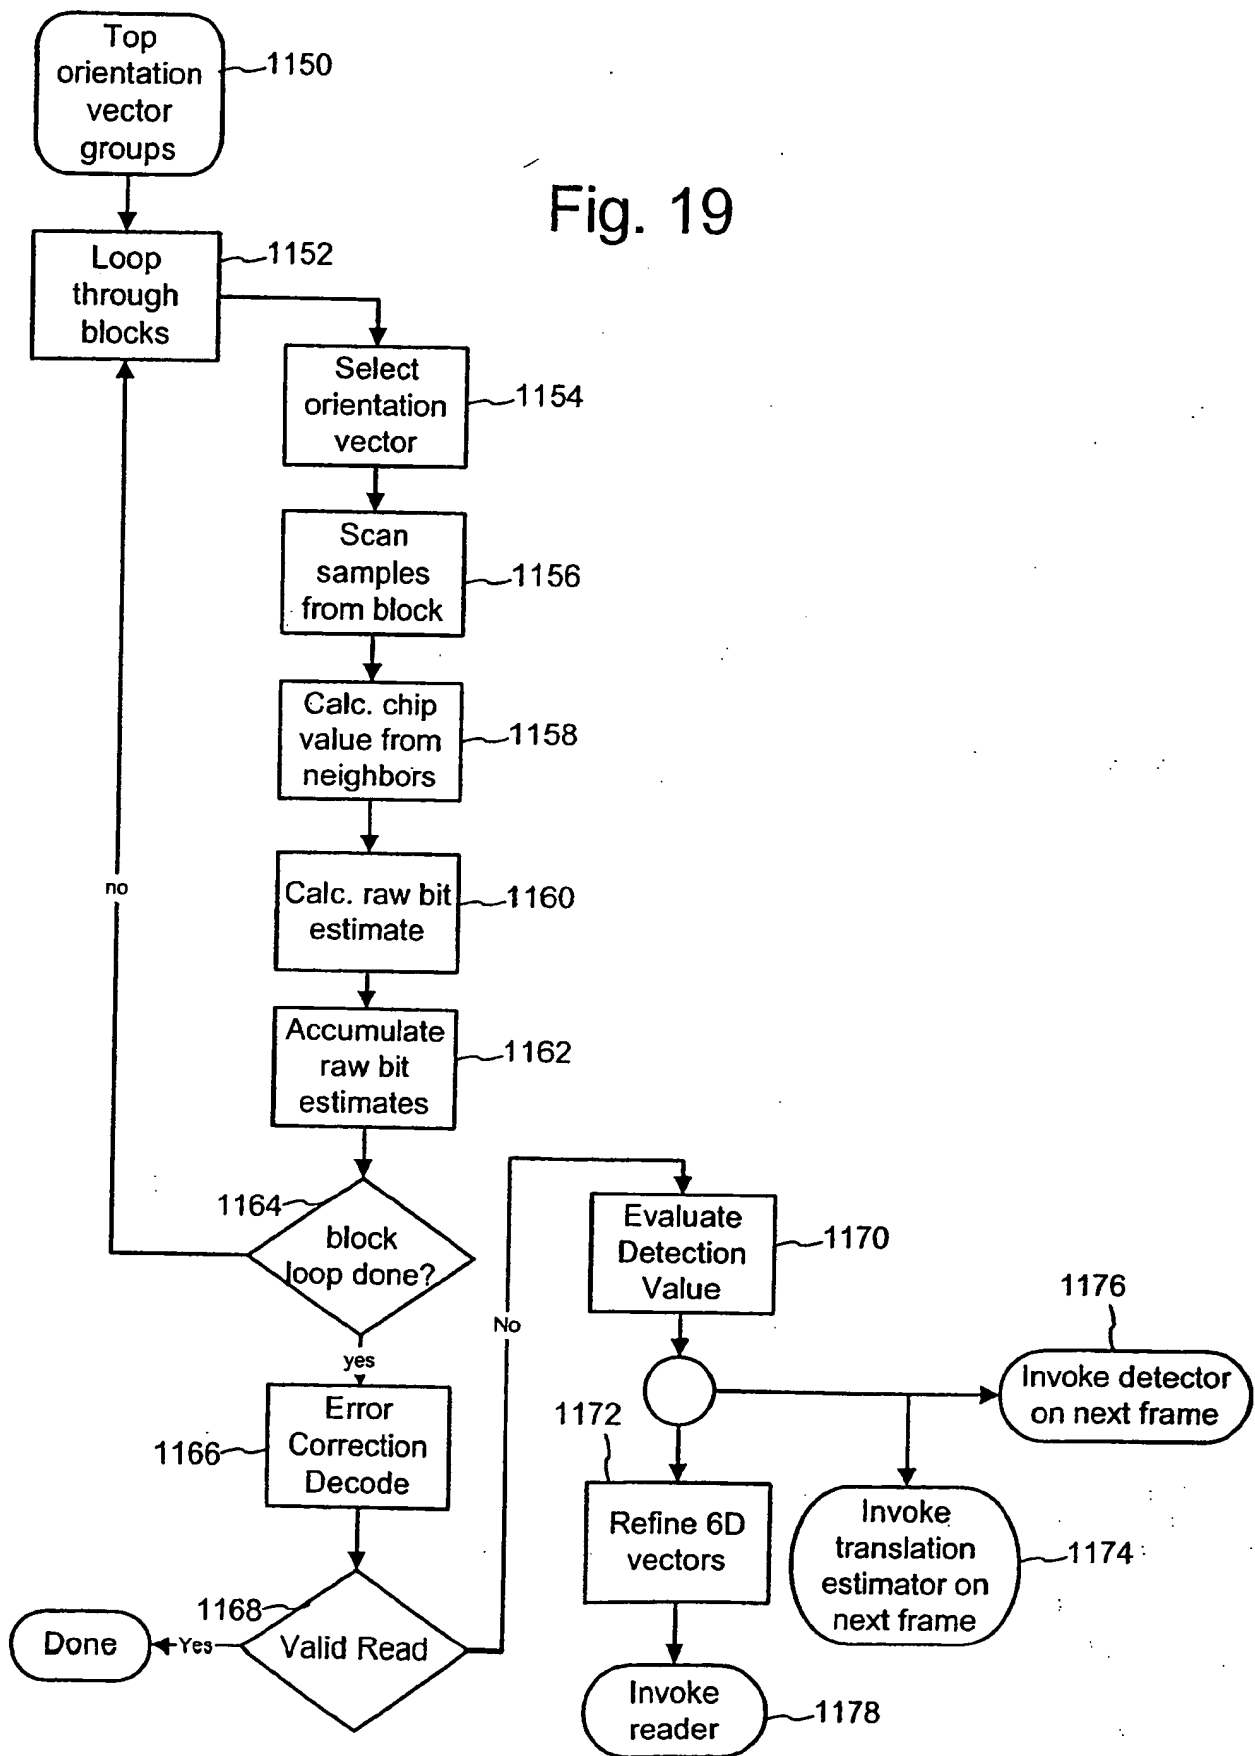 Top
orientation
vector
groups
1150
Fig. 19
Loop
through
blocks
1152
Select
orientation
vector
1154
Scan
samples
from block
1156
Calc. chip
value from
neighbors
1158
no
Calc. raw bit
estimate
1160
Accumulate
raw bit
estimates
1162
1164
block
loop done?
yes
Error
Correction
Decode
1166
1168
Valid Read
Yes
Done
No
Evaluate
Detection
Value
1170
1176
Invoke detector
on next frame
1172
Refine 6D
vectors
Invoke
translation
estimator on
next frame
1174
Invoke
reader
1178